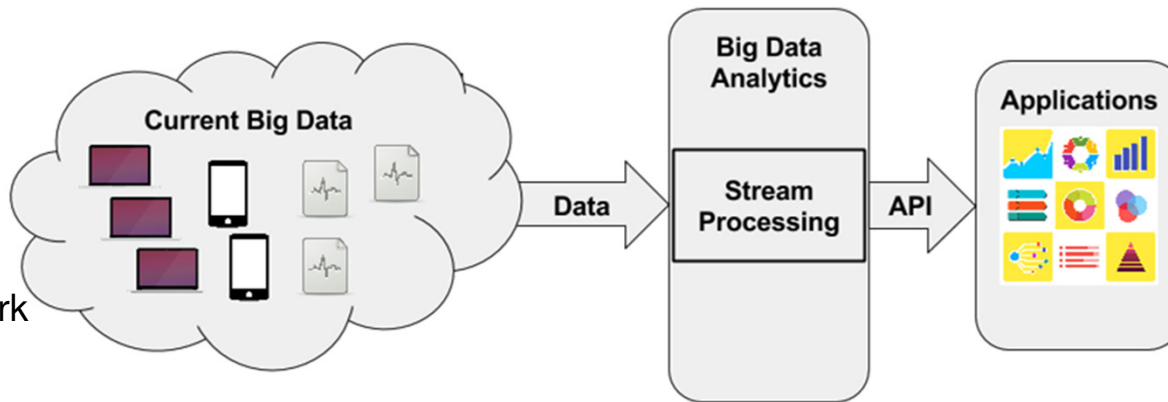 Big Data
Analytics
Current Big Data
Applications
Data
Stream
Processing
API
rk